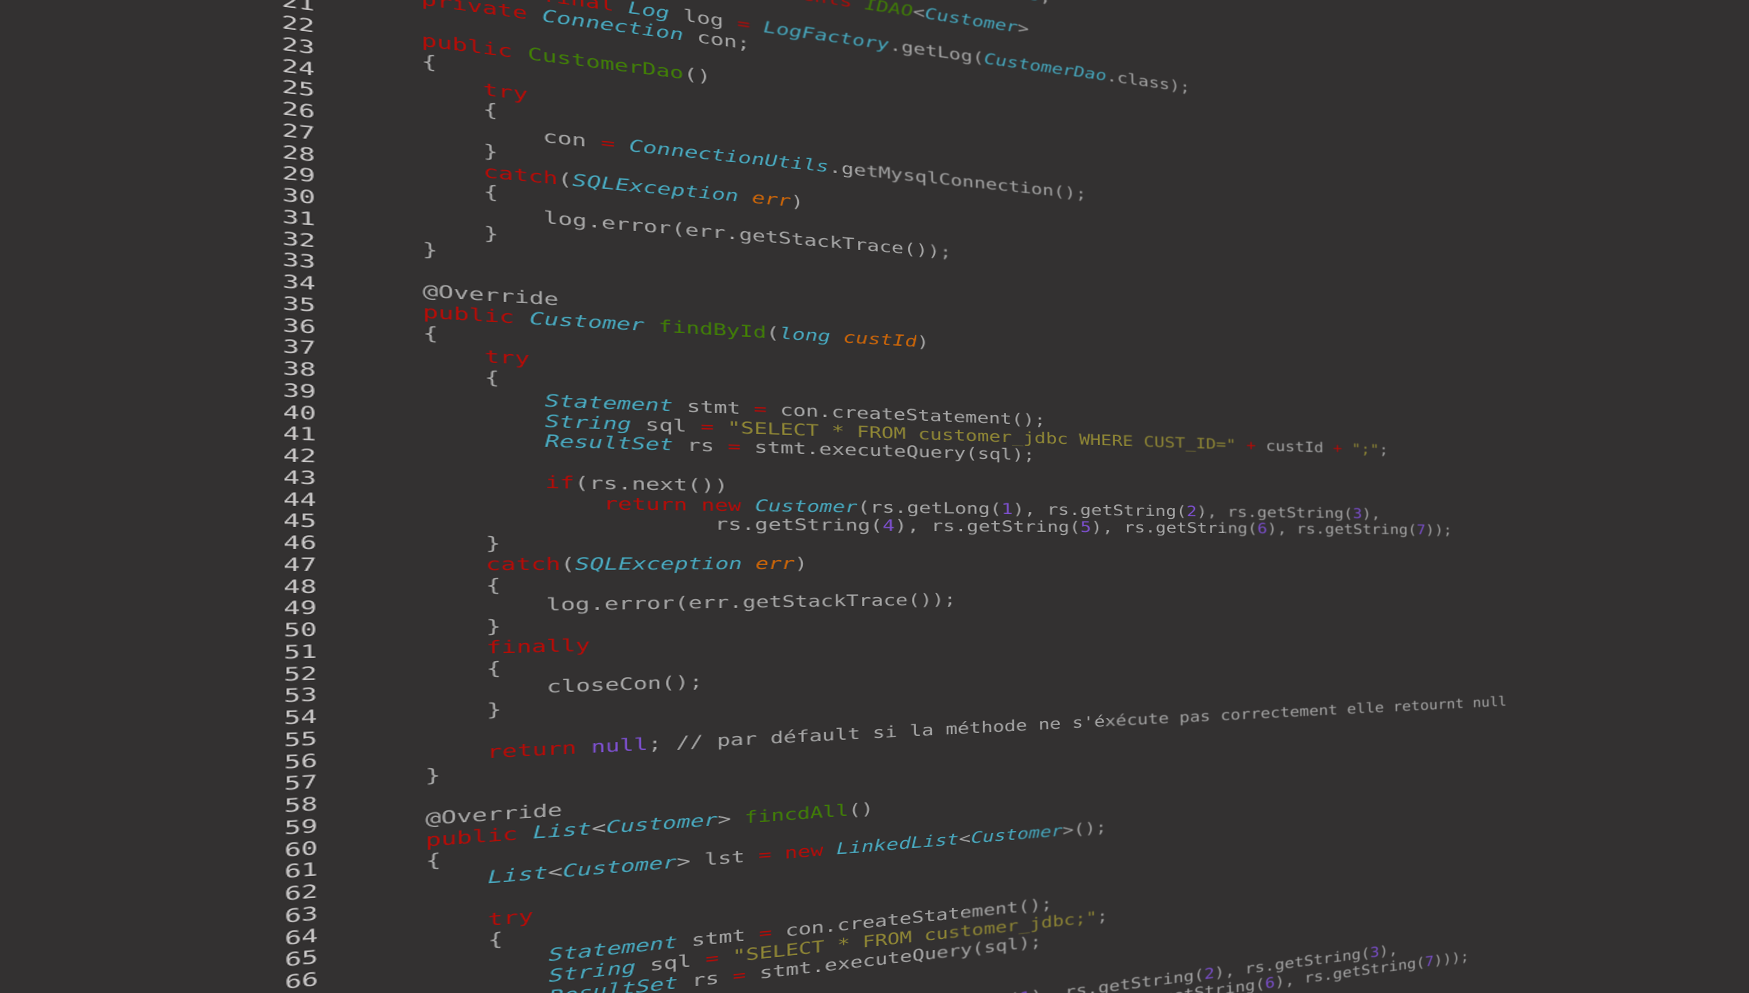 21 final Log log = LogFactory.getLog(CustomerDao.class);
22 private Connection con;
23 public CustomerDao()
24 {
25 try
26 {
27 con = ConnectionUtils.getMysqlConnection();
28 }
29 catch(SQLException err)
30 {
31 log.error(err.getStackTrace());
32 }
33 }
34
35 @Override
36 public Customer findById(long custId)
37 {
38 try
39 {
40 Statement stmt = con.createStatement();
41 String sql = "SELECT * FROM customer_jdbc WHERE CUST_ID=" + custId + ";";
42 ResultSet rs = stmt.executeQuery(sql);
43 if(rs.next())
44 return new Customer(rs.getLong(1), rs.getString(2), rs.getString(3),
45 rs.getString(4), rs.getString(5), rs.getString(6), rs.getString(7));
46 }
47 catch(SQLException err)
48 {
49 log.error(err.getStackTrace());
50 }
51 finally
52 {
53 closeCon();
54 }
55
56 return null; // par défault si la méthode ne s'éxécute pas correctement elle retournt null
57 }
58
59 @Override
60 public List<Customer> fincdAll()
61 {
62 List<Customer> lst = new LinkedList<Customer>();
63 try
64 {
65 Statement stmt = con.createStatement();
66 String sql = "SELECT * FROM customer_jdbc;";
ResultSet rs = stmt.executeQuery(sql);
rs.getString(2), rs.getString(3),
rs.getString(6), rs.getString(7)));
IDAO<Customer>